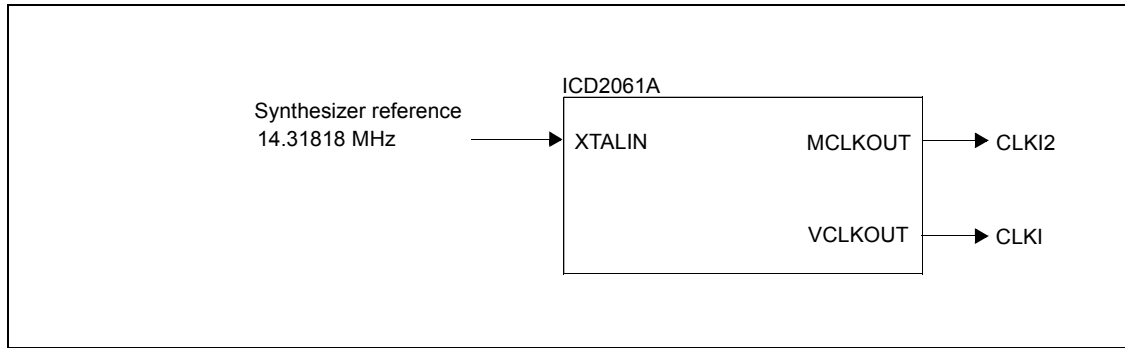 ICD2061A
Synthesizer reference
14.31818 MHz
XTALIN
MCLKOUT
CLKI2
VCLKOUT
CLKI